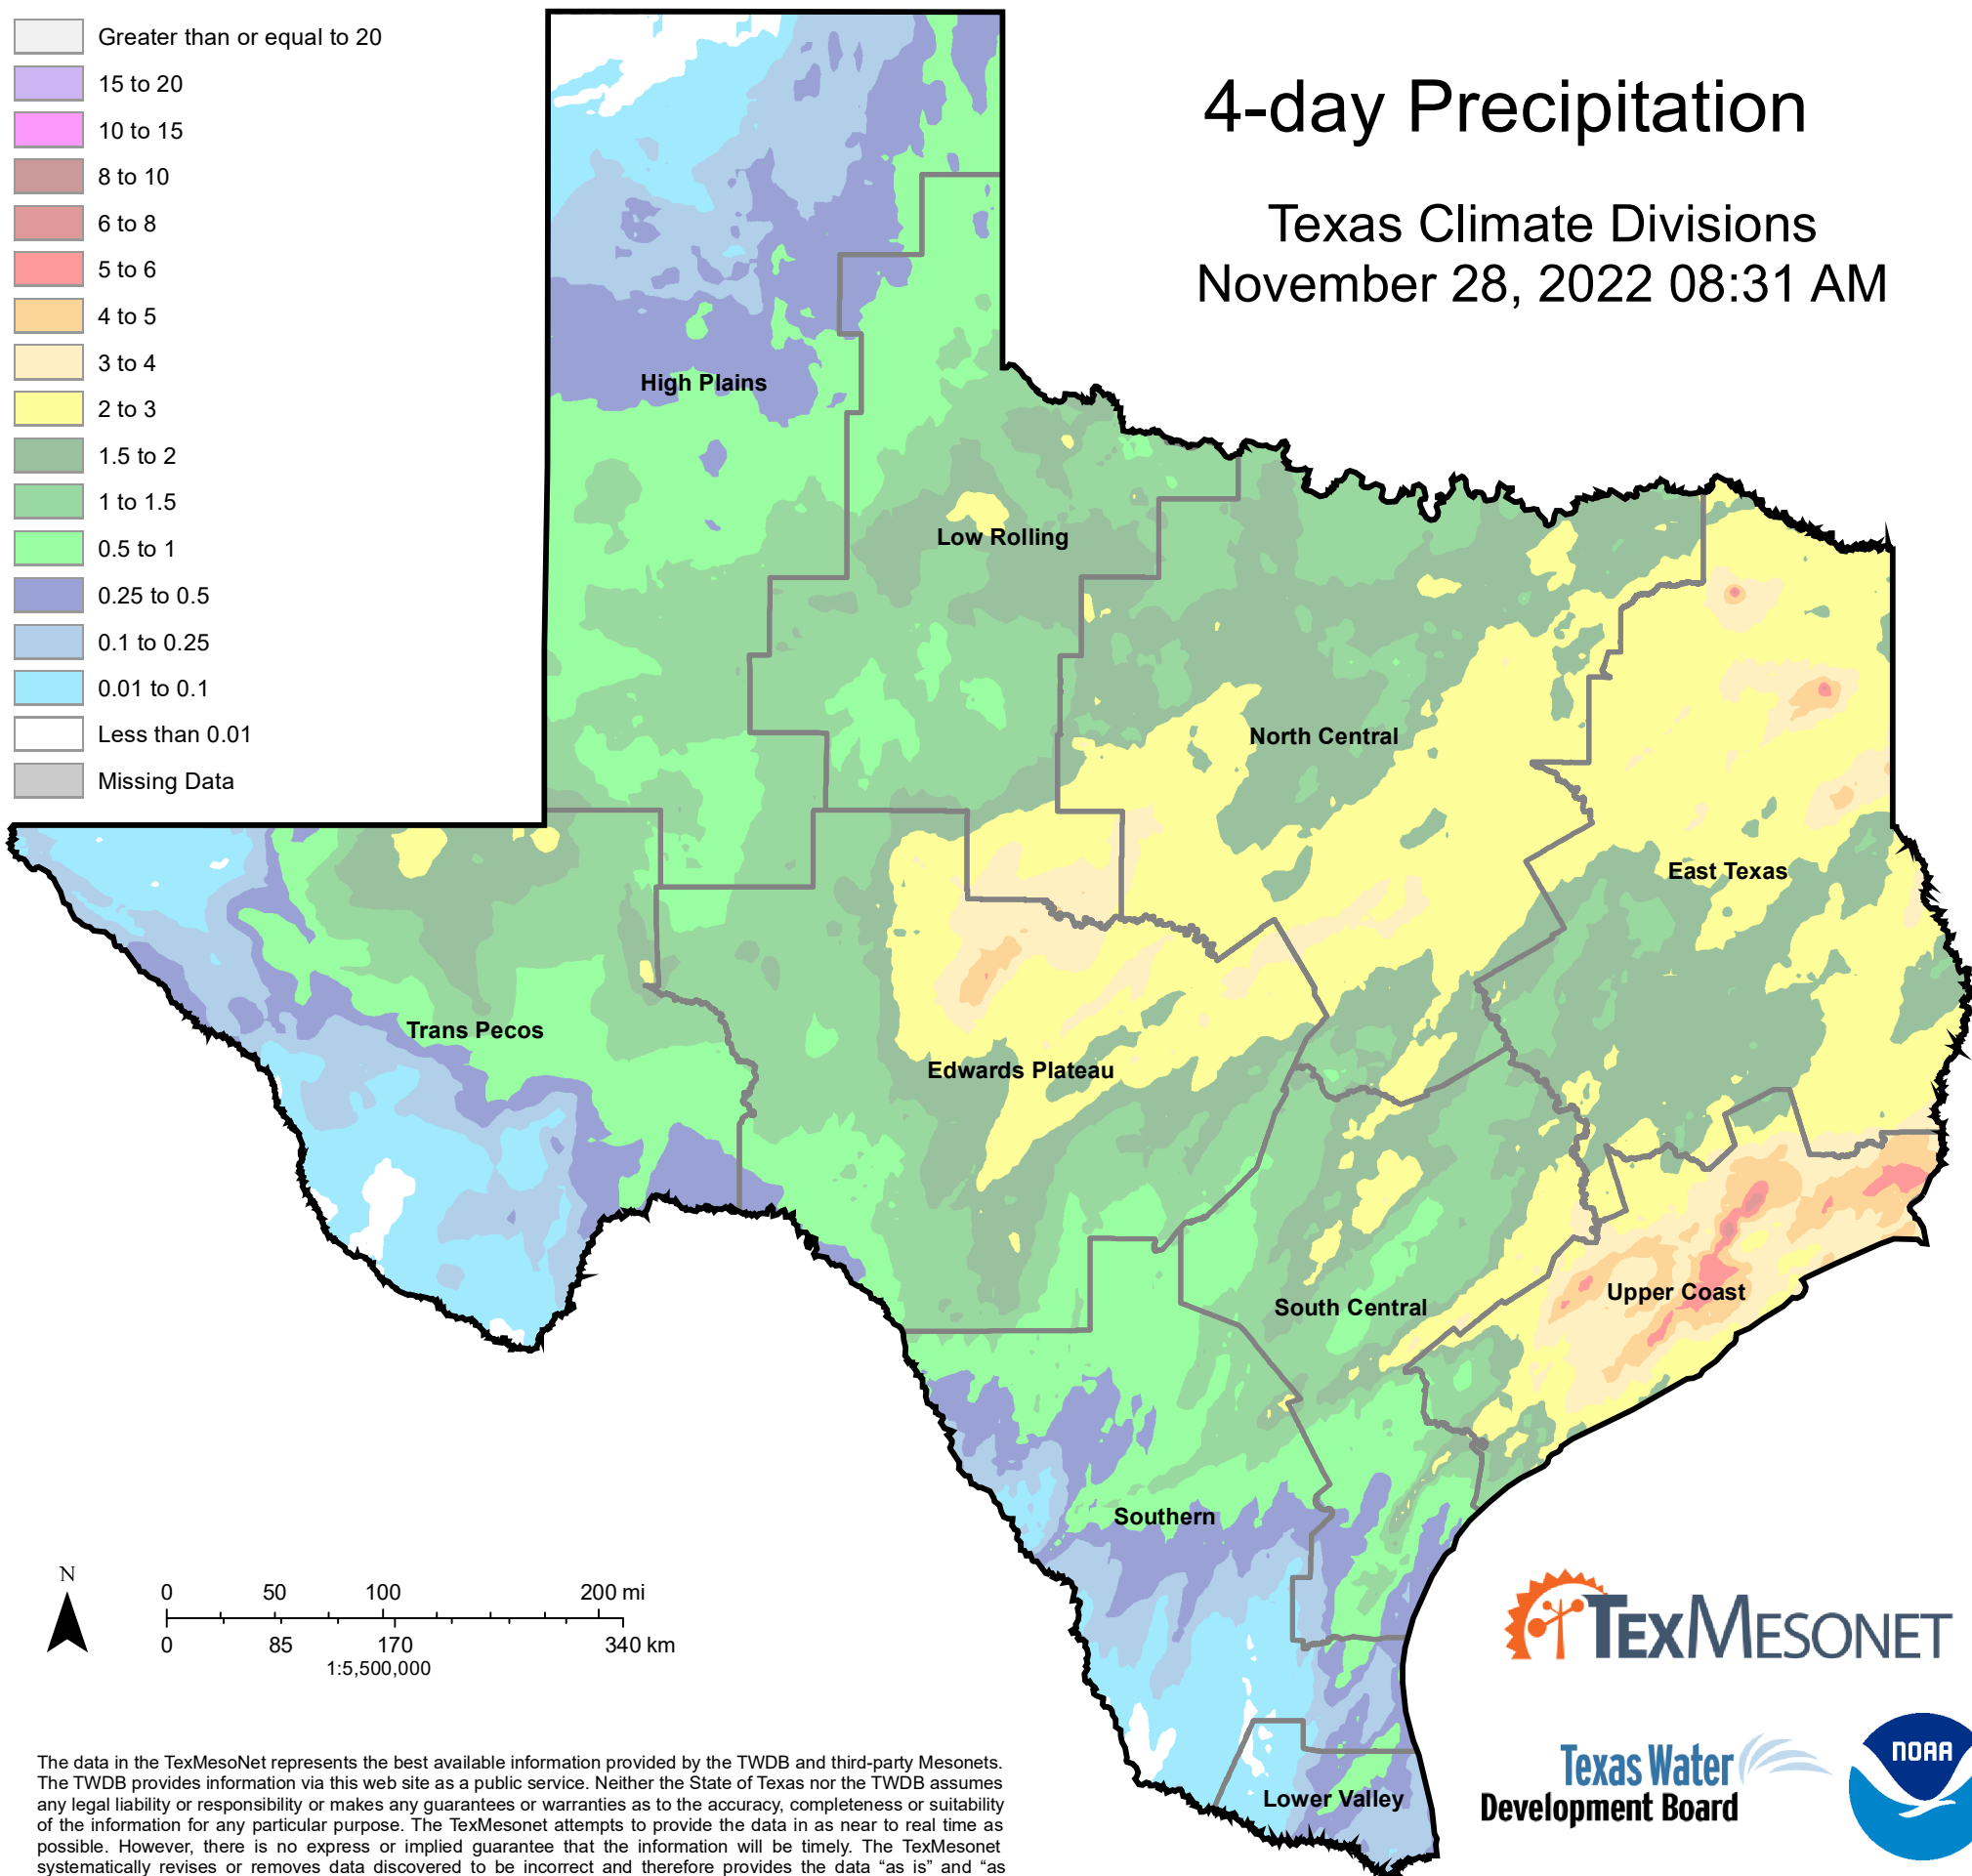 Greater than or equal to 20
15 to 20
10 to 15
8 to 10
6 to 8
5 to 6
4 to 5
3 to 4
2 to 3
1.5 to 2
1 to 1.5
0.5 to 1
0.25 to 0.5
0.1 to 0.25
0.01 to 0.1
Less than 0.01
Missing Data
4-day Precipitation
Texas Climate Divisions
November 28, 2022 08:31 AM
High Plains
Low Rolling
North Central
East Texas
Trans Pecos
Edwards Plateau
Upper Coast
South Central
Southern
Lower Valley
N
0 50 100 200 mi
0 85 170 340 km
1:5,500,000
TEXMESONET
Texas Water
Development Board
NOAA
The data in the TexMesoNet represents the best available information provided by the TWDB and third-party Mesonets.
The TWDB provides information via this web site as a public service. Neither the State of Texas nor the TWDB assumes
any legal liability or responsibility or makes any guarantees or warranties as to the accuracy, completeness or suitability
of the information for any particular purpose. The TexMesonet attempts to provide the data in as near to real time as
possible. However, there is no express or implied guarantee that the information will be timely. The TexMesonet
systematically revises or removes data discovered to be incorrect and therefore provides the data “as is” and “as